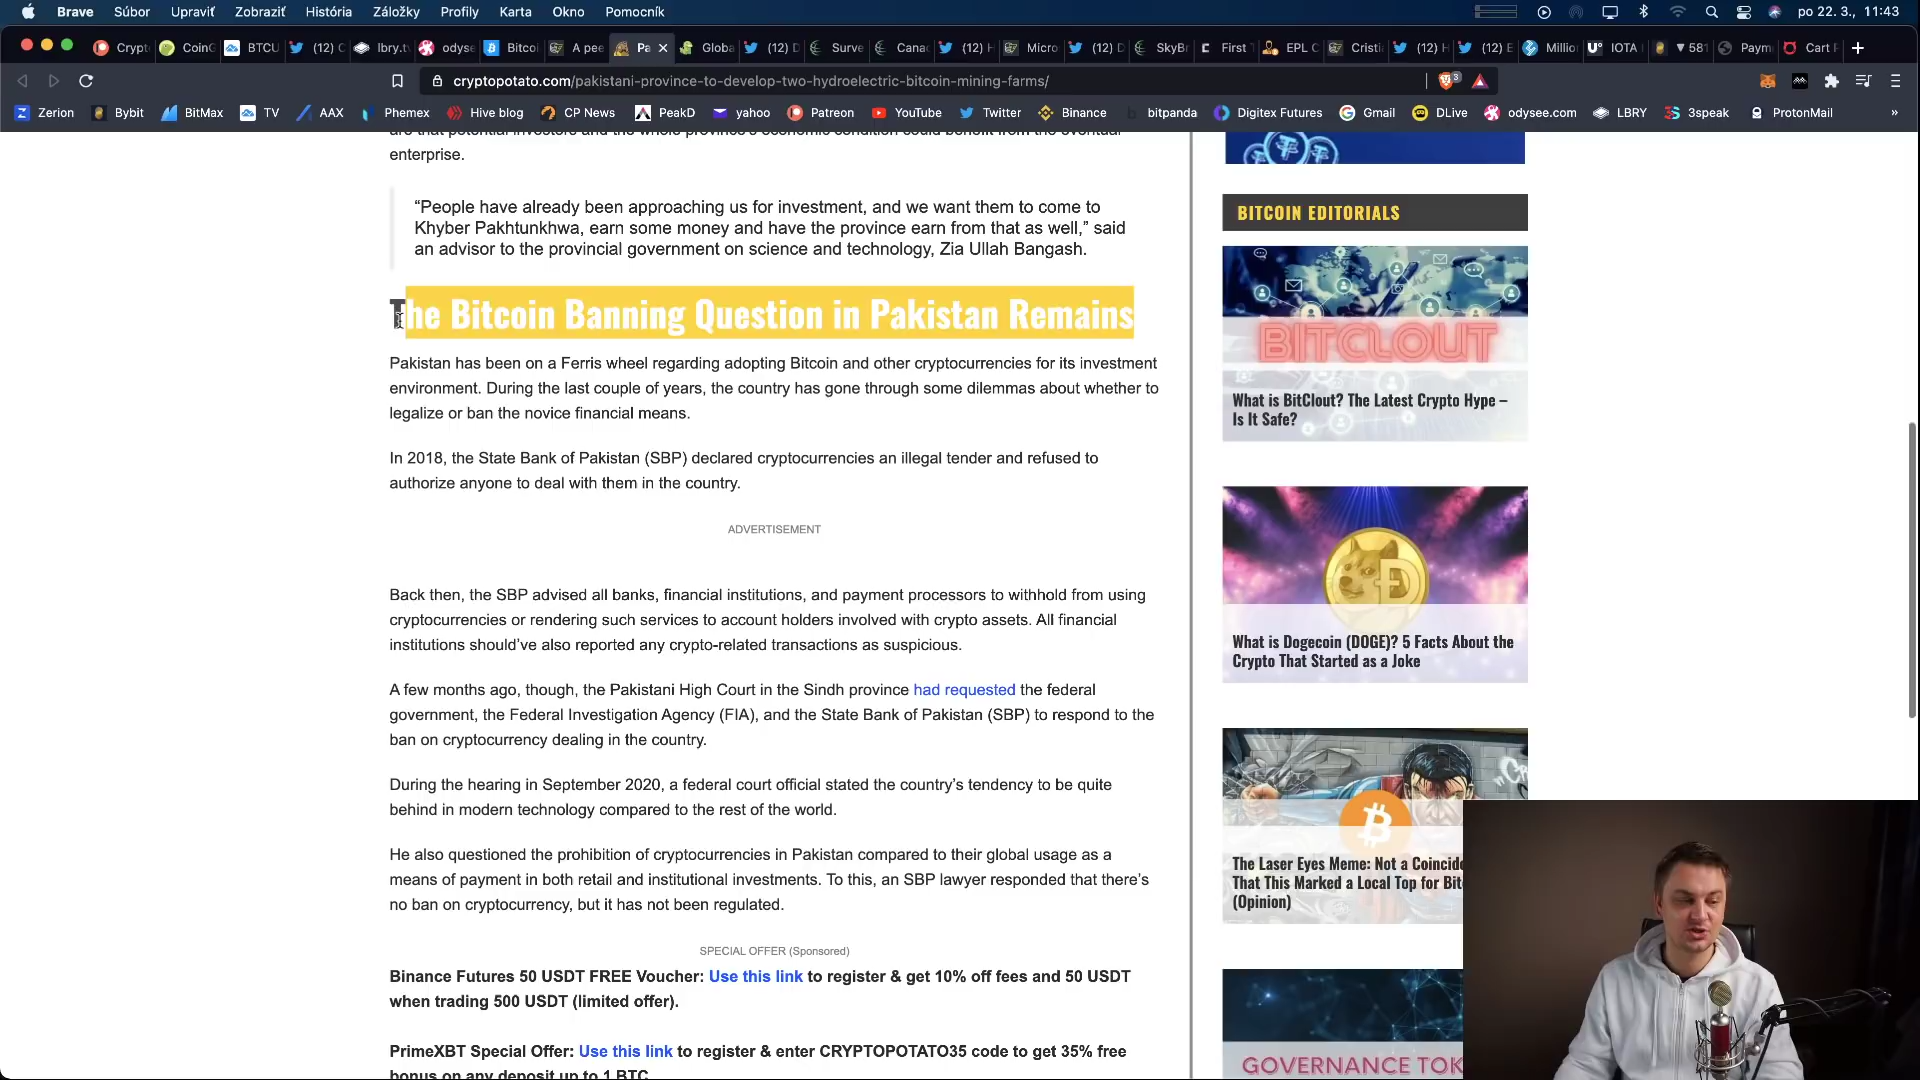 Brave Súbor Upraviť Zobraziť História Záložky Profily Karta Okno Pomocník po 22. 3., 11:43
Crypt CoinG BTCU (12) C lbry.t odyse Bitcoi A pee Pa Globa (12) D Surve Cana (12) H Micro (12) D SkyBr First T EPL C Cristi (12) H (12) E Millio IOTA ▼ 581 Paym Cart F
cryptopotato.com/pakistani-province-to-develop-two-hydroelectric-bitcoin-mining-farms/ 3
Zerion Bybit BitMax TV AAX Phemex Hive blog CP News PeakD yahoo Patreon YouTube Twitter Binance bitpanda Digitex Futures Gmail DLive odysee.com LBRY 3speak ProtonMail »
are that potential investors and the whole province's economic condition could benefit from the eventual
enterprise.
“People have already been approaching us for investment, and we want them to come to
Khyber Pakhtunkhwa, earn some money and have the province earn from that as well,” said
an advisor to the provincial government on science and technology, Zia Ullah Bangash.
The Bitcoin Banning Question in Pakistan Remains
Pakistan has been on a Ferris wheel regarding adopting Bitcoin and other cryptocurrencies for its investment
environment. During the last couple of years, the country has gone through some dilemmas about whether to
legalize or ban the novice financial means.
In 2018, the State Bank of Pakistan (SBP) declared cryptocurrencies an illegal tender and refused to
authorize anyone to deal with them in the country.
ADVERTISEMENT
Back then, the SBP advised all banks, financial institutions, and payment processors to withhold from using
cryptocurrencies or rendering such services to account holders involved with crypto assets. All financial
institutions should’ve also reported any crypto-related transactions as suspicious.
A few months ago, though, the Pakistani High Court in the Sindh province had requested the federal
government, the Federal Investigation Agency (FIA), and the State Bank of Pakistan (SBP) to respond to the
ban on cryptocurrency dealing in the country.
During the hearing in September 2020, a federal court official stated the country’s tendency to be quite
behind in modern technology compared to the rest of the world.
He also questioned the prohibition of cryptocurrencies in Pakistan compared to their global usage as a
means of payment in both retail and institutional investments. To this, an SBP lawyer responded that there’s
no ban on cryptocurrency, but it has not been regulated.
SPECIAL OFFER (Sponsored)
Binance Futures 50 USDT FREE Voucher: Use this link to register & get 10% off fees and 50 USDT
when trading 500 USDT (limited offer).
PrimeXBT Special Offer: Use this link to register & enter CRYPTOPOTATO35 code to get 35% free
bonus on any deposit up to 1 BTC.
BITCOIN EDITORIALS
BITCLOUT
What is BitClout? The Latest Crypto Hype –
Is It Safe?
What is Dogecoin (DOGE)? 5 Facts About the
Crypto That Started as a Joke
The Laser Eyes Meme: Not a Coincid
That This Marked a Local Top for Bit
(Opinion)
GOVERNANCE TOK